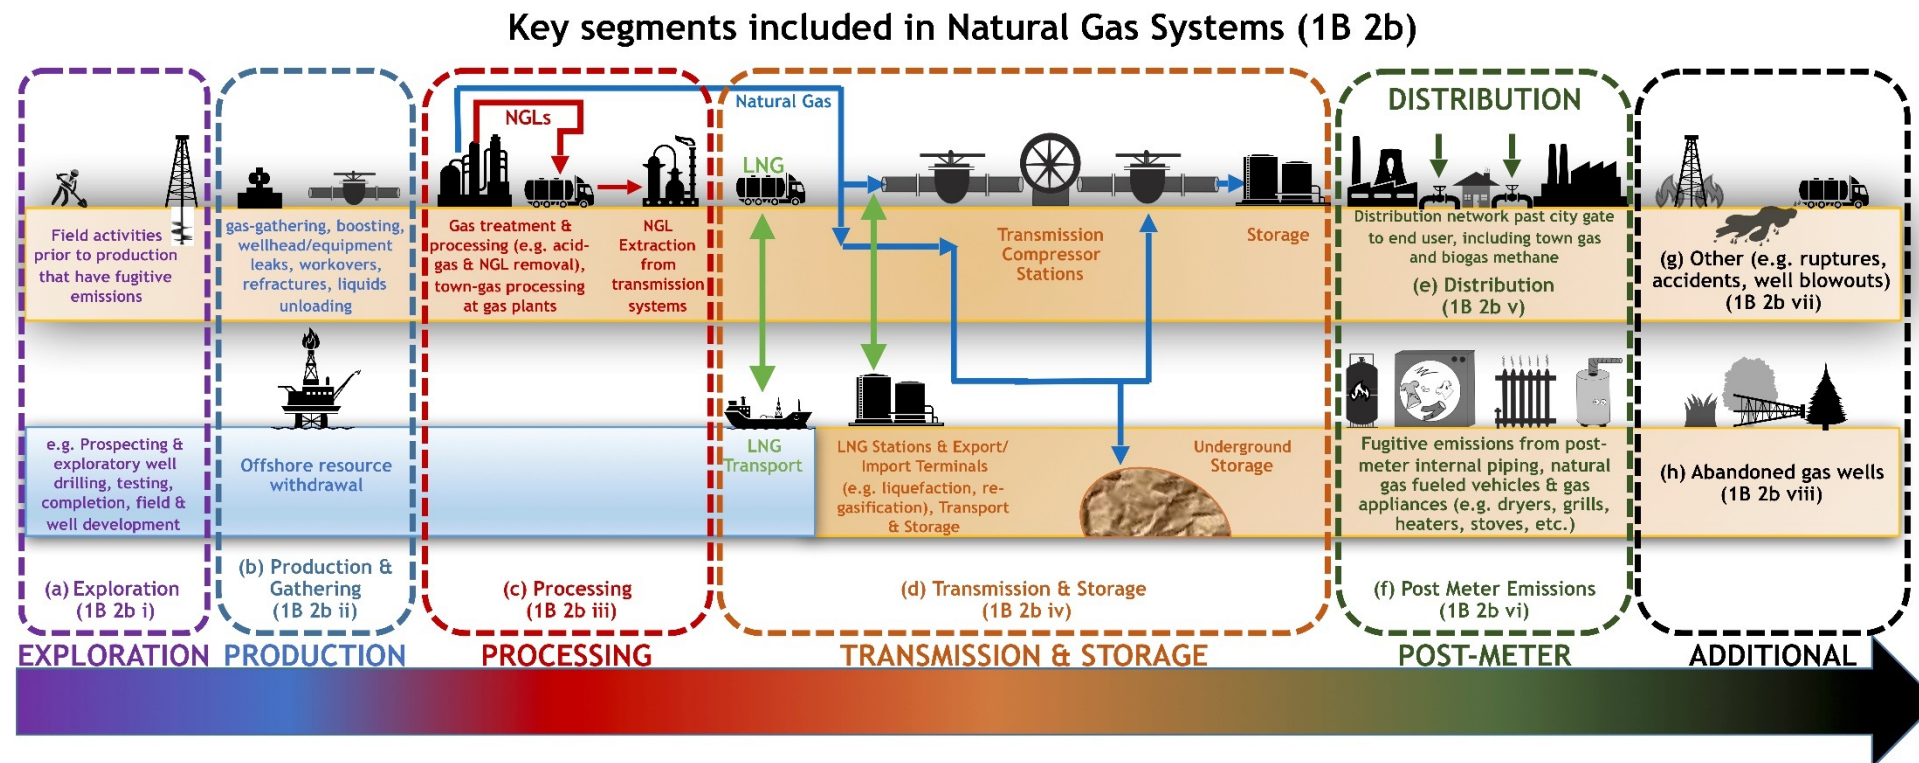 Key segments included in Natural Gas Systems (1B 2b)
Field activities
prior to production
that have fugitive
emissions
e.g. Prospecting &
exploratory well
drilling, testing,
completion, field &
well development
(a) Exploration
(1B 2b i)
EXPLORATION
gas-gathering, boosting,
wellhead/equipment
leaks, workovers,
refractures, liquids
unloading
Offshore resource
withdrawal
(b) Production &
Gathering
(1B 2b ii)
PRODUCTION
NGLs
Gas treatment &
processing (e.g. acid-
gas & NGL removal),
town-gas processing
at gas plants
NGL
Extraction
from
transmission
systems
(c) Processing
(1B 2b iii)
PROCESSING
Natural Gas
LNG
Transmission
Compressor
Stations
Storage
LNG
Transport
LNG Stations & Export/
Import Terminals
(e.g. liquefaction, re-
gasification), Transport
& Storage
Underground
Storage
(d) Transmission & Storage
(1B 2b iv)
TRANSMISSION & STORAGE
DISTRIBUTION
Distribution network past city gate
to end user, including town gas
and biogas methane
(e) Distribution
(1B 2b v)
Fugitive emissions from post-
meter internal piping, natural
gas fueled vehicles & gas
appliances (e.g. dryers, grills,
heaters, stoves, etc.)
(f) Post Meter Emissions
(1B 2b vi)
POST-METER
(g) Other (e.g. ruptures,
accidents, well blowouts)
(1B 2b vii)
(h) Abandoned gas wells
(1B 2b viii)
ADDITIONAL